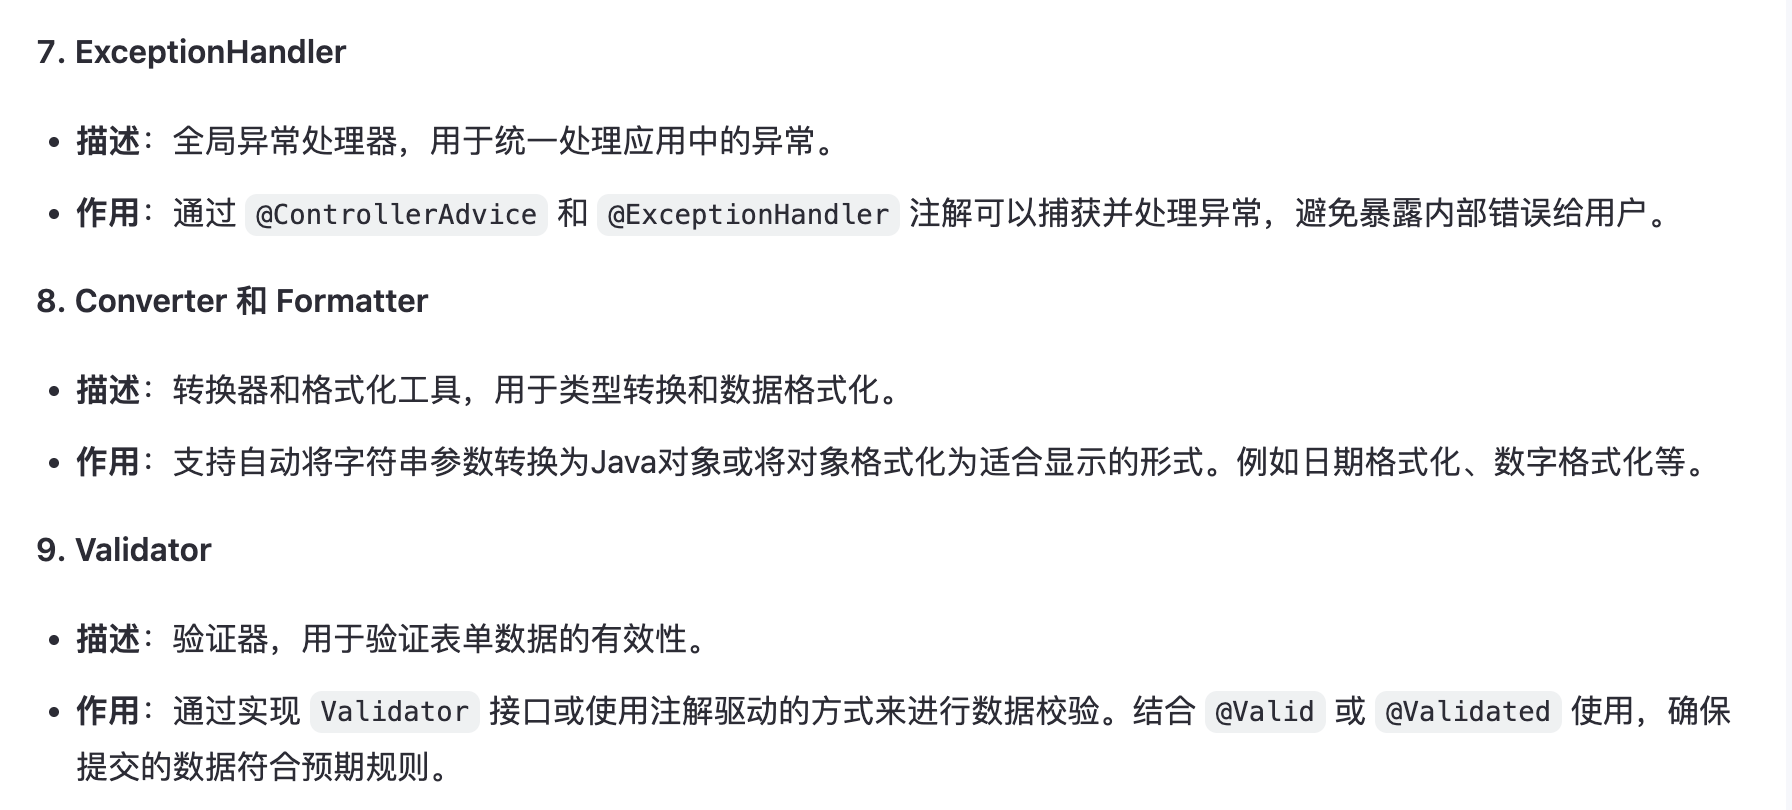 7. ExceptionHandler
• 描述：全局异常处理器，用于统一处理应用中的异常。
• 作用：通过 @ControllerAdvice 和 @ExceptionHandler 注解可以捕获并处理异常，避免暴露内部错误给用户。
8. Converter 和 Formatter
• 描述：转换器和格式化工具，用于类型转换和数据格式化。
• 作用：支持自动将字符串参数转换为Java对象或将对象格式化为适合显示的形式。例如日期格式化、数字格式化等。
9. Validator
• 描述：验证器，用于验证表单数据的有效性。
• 作用：通过实现 Validator 接口或使用注解驱动的方式来进行数据校验。结合 @Valid 或 @Validated 使用，确保
提交的数据符合预期规则。